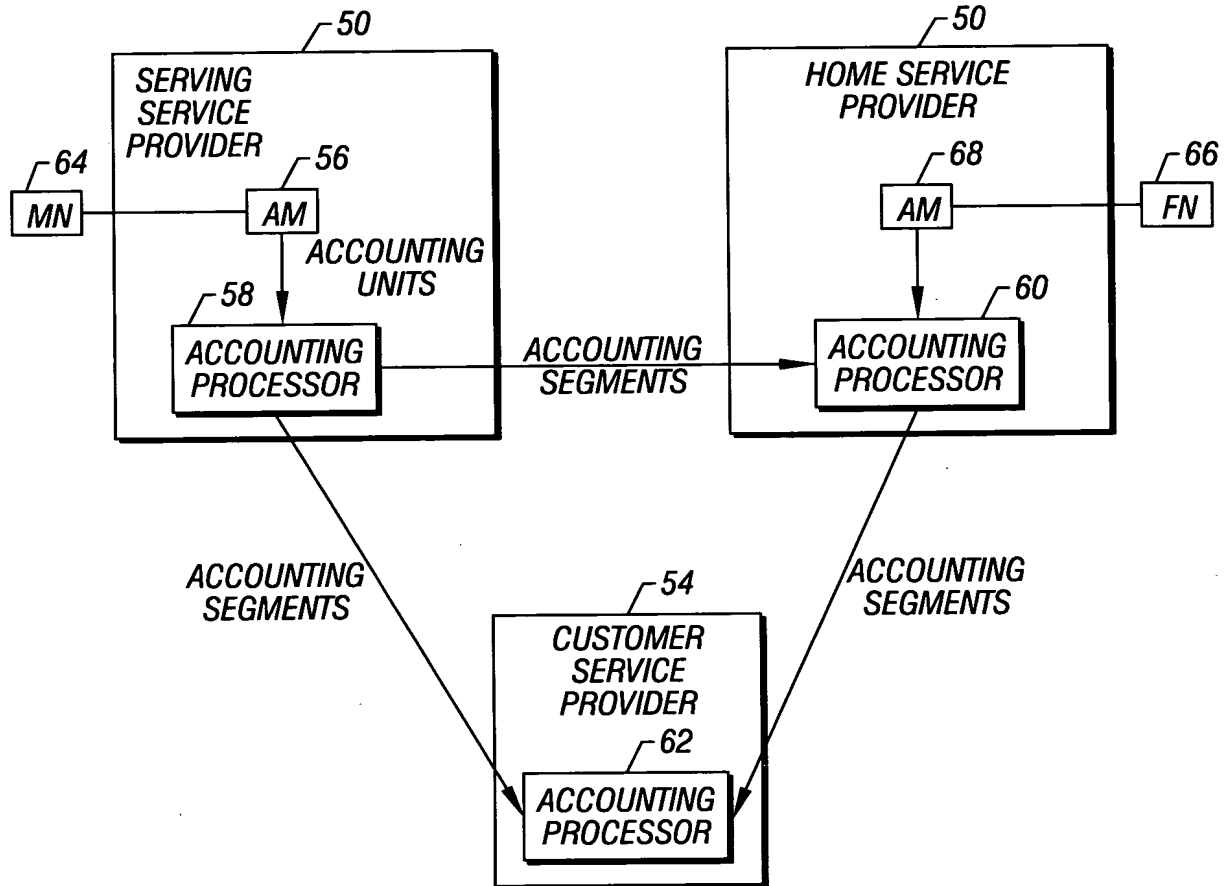 50
SERVING
SERVICE
PROVIDER
64
MN
56
AM
ACCOUNTING
UNITS
58
ACCOUNTING
PROCESSOR
ACCOUNTING
SEGMENTS
50
HOME SERVICE
PROVIDER
68
AM
66
FN
60
ACCOUNTING
PROCESSOR
ACCOUNTING
SEGMENTS
ACCOUNTING
SEGMENTS
54
CUSTOMER
SERVICE
PROVIDER
62
ACCOUNTING
PROCESSOR